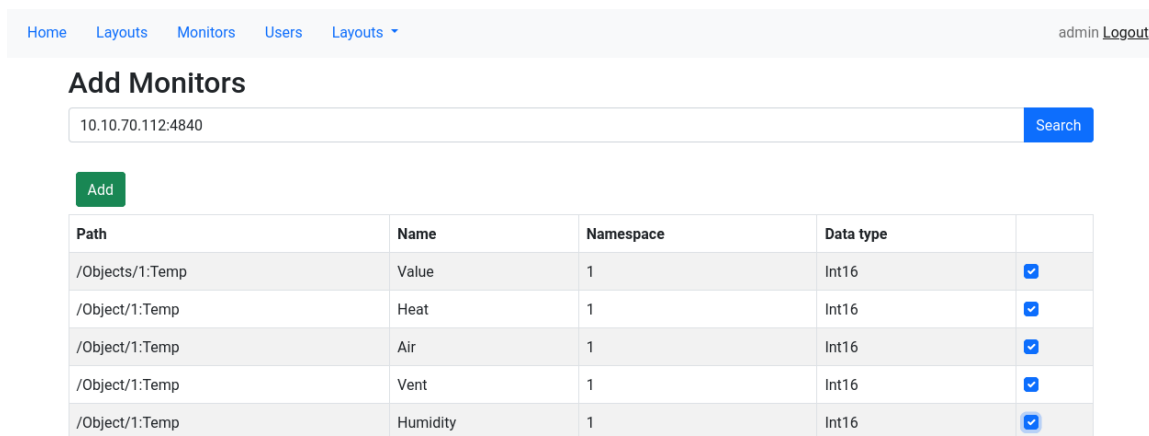 Home Layouts Monitors Users Layouts admin Logout
Add Monitors
10.10.70.112:4840 Search
Add
Path Name Namespace Data type
/Objects/1:Temp Value 1 Int16
/Object/1:Temp Heat 1 Int16
/Object/1:Temp Air 1 Int16
/Object/1:Temp Vent 1 Int16
/Object/1:Temp Humidity 1 Int16